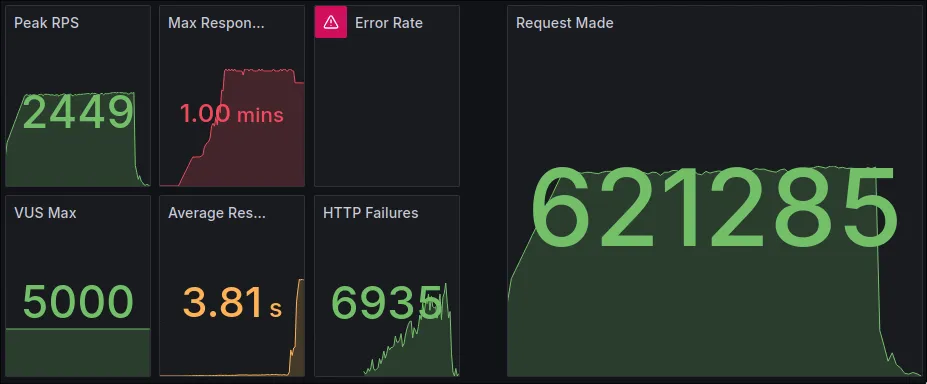 Peak RPS
2449
Max Respon...
1.00 mins
Error Rate
Request Made
621285
VUS Max
5000
Average Res...
3.81 s
HTTP Failures
6935